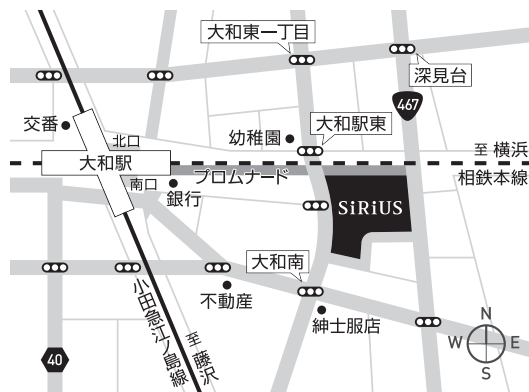 大和東一丁目
深見台
467
交番
北口
幼稚園
大和駅東
至 横浜
大和駅
相鉄本線
南口
プロムナード
銀行
SiRiUS
大和南
不動産
小田急江ノ島線
至 藤沢
紳士服店
40
N
W E
S